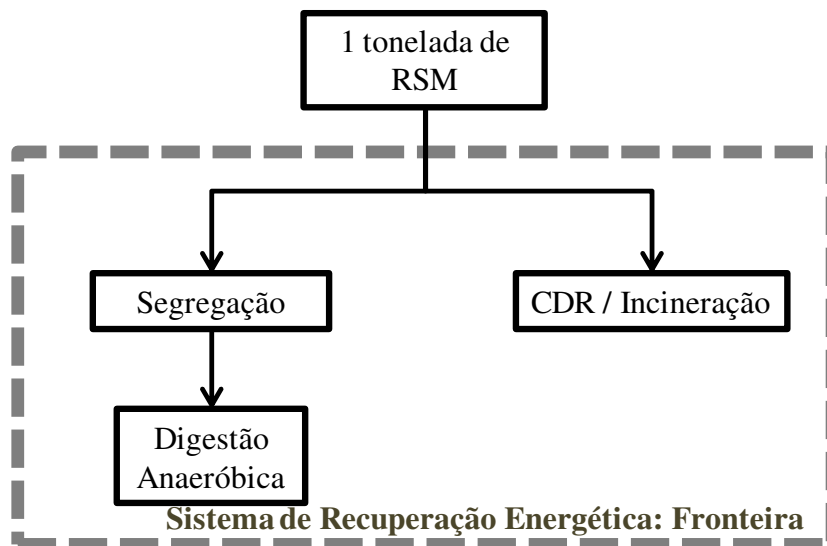 1 tonelada de
RSM
Segregação
CDR / Incineração
Digestão
Anaeróbica
Sistema de Recuperação Energética: Fronteira